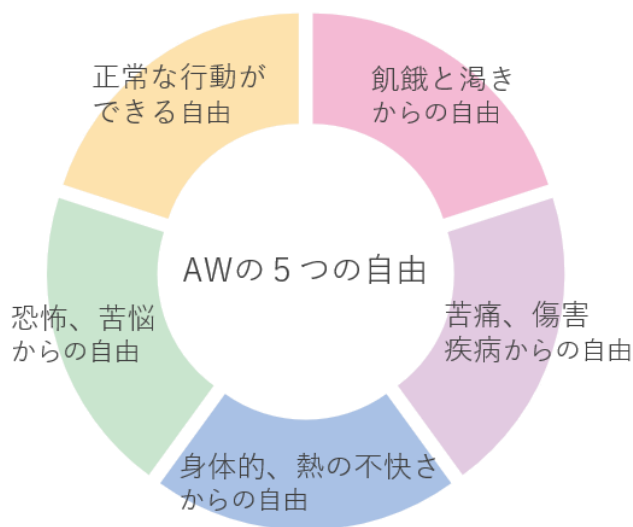 正常な行動が
できる自由
飢餓と渇き
からの自由
AWの５つの自由
恐怖、苦悩
からの自由
苦痛、傷害
疾病からの自由
身体的、熱の不快さ
からの自由